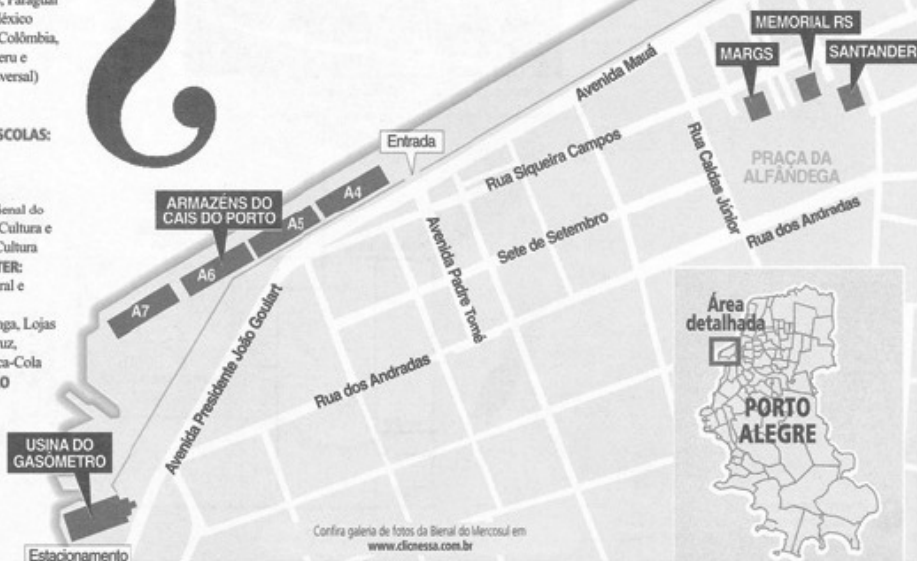 Paraguai
México
Colômbia,
eru e
versal)
SCOLAS:
ienal do
Cultura e
Cultura
TER:
ral e
nga, Lojas
uz,
ca-Cola
O
MEMORIAL RS
MARGS
SANTANDER
Avenida Mauá
Entrada
Rua Siqueira Campos
Rua Caldas Júnior
PRAÇA DA
ALFÂNDEGA
ARMAZÉNS DO
CAIS DO PORTO
A4
A5
A6
A7
Avenida Padre Tomé
Sete de Setembro
Rua dos Andradas
Avenida Presidente João Goulart
Rua dos Andradas
Área
detalhada
PORTO
ALEGRE
USINA DO
GASÔMETRO
Estacionamento
Confira galeria de fotos da Bienal do Mercosul em
www.clicnessa.com.br